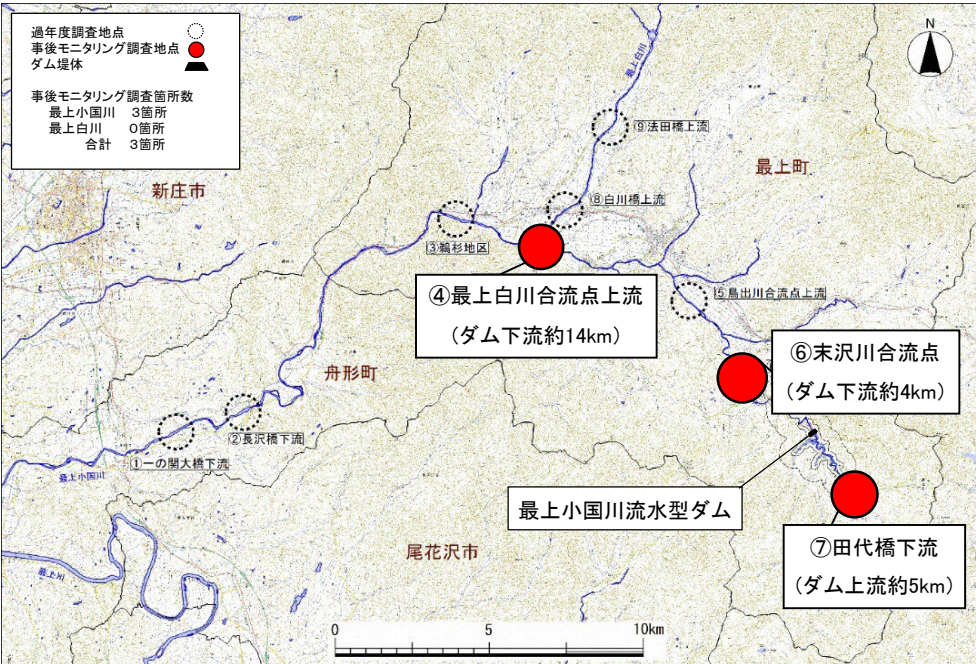 過年度調査地点
事後モニタリング調査地点
ダム堤体
事後モニタリング調査箇所数
最上小国川 3箇所
最上白川 0箇所
合計 3箇所
N
最上白川
⑨法田橋上流
最上町
新庄市
⑧白川橋上流
③鵜杉地区
④最上白川合流点上流
(ダム下流約14km)
⑤鳥出川合流点上流
⑥末沢川合流点
(ダム下流約4km)
舟形町
②長沢橋下流
①一の関大橋下流
最上小国川
最上小国川流水型ダム
⑦田代橋下流
(ダム上流約5km)
尾花沢市
最上川
0 5 10km